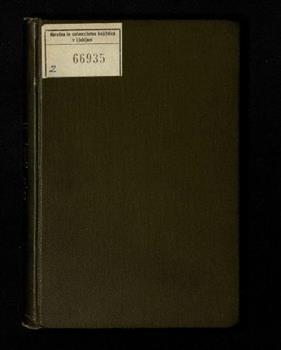 Narodna in univerzitetna knjižnica
v Ljubljani
66935
2